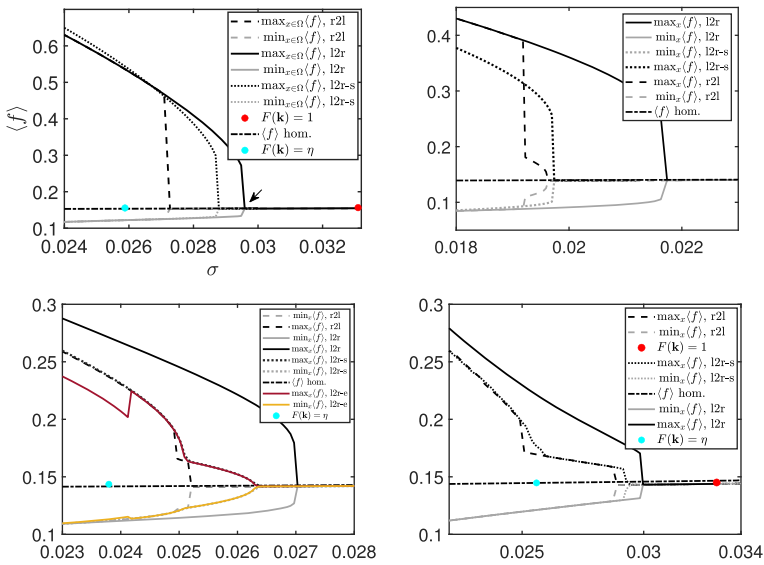 0.6
0.5
0.4
0.3
0.2
0.1
⟨f⟩
0.024 0.026 0.028 0.03 0.032
σ
max_{x∈Ω}⟨f⟩, r2l
min_{x∈Ω}⟨f⟩, r2l
max_{x∈Ω}⟨f⟩, l2r
min_{x∈Ω}⟨f⟩, l2r
max_{x∈Ω}⟨f⟩, l2r-s
min_{x∈Ω}⟨f⟩, l2r-s
F(k) = 1
⟨f⟩ hom.
F(k) = η
0.4
0.3
0.2
0.1
0.018 0.02 0.022
max_x⟨f⟩, l2r
min_x⟨f⟩, l2r
min_x⟨f⟩, l2r-s
max_x⟨f⟩, l2r-s
max_x⟨f⟩, r2l
min_x⟨f⟩, r2l
⟨f⟩ hom.
0.3
0.25
0.2
0.15
0.1
0.023 0.024 0.025 0.026 0.027 0.028
min_x⟨f⟩, r2l
max_x⟨f⟩, r2l
min_x⟨f⟩, l2r
max_x⟨f⟩, l2r
max_x⟨f⟩, l2r-s
min_x⟨f⟩, l2r-s
⟨f⟩ hom.
max_x⟨f⟩, l2r-e
min_x⟨f⟩, l2r-e
F(k) = η
0.3
0.25
0.2
0.15
0.1
0.025 0.03 0.034
max_x⟨f⟩, r2l
min_x⟨f⟩, r2l
F(k) = 1
max_x⟨f⟩, l2r-s
min_x⟨f⟩, l2r-s
⟨f⟩ hom.
min_x⟨f⟩, l2r
max_x⟨f⟩, l2r
F(k) = η